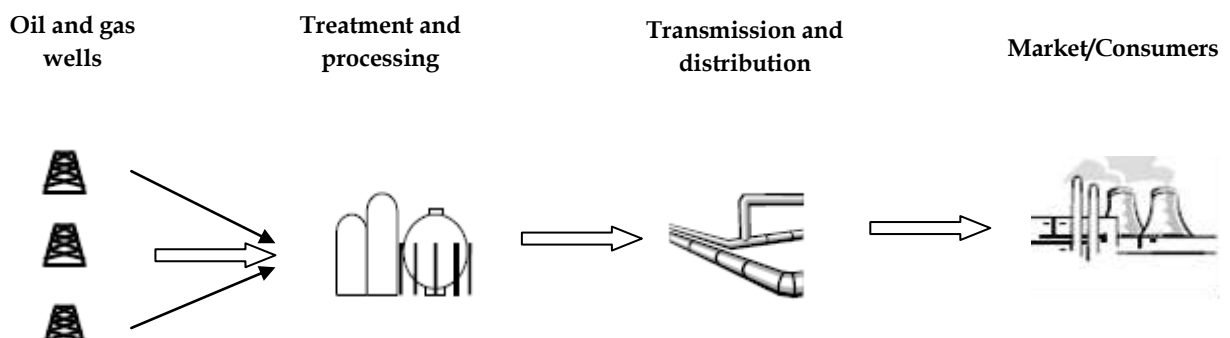 Oil and gas
wells
Treatment and
processing
Transmission and
distribution
Market/Consumers